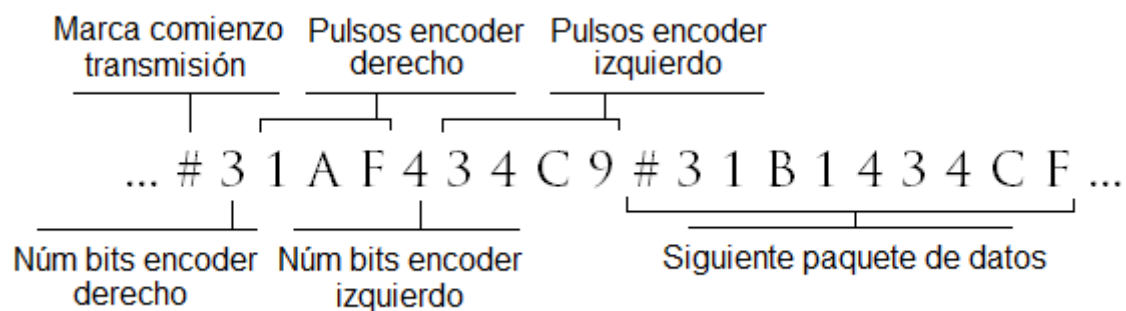 Marca comienzo transmisión
Pulsos encoder derecho
Pulsos encoder izquierdo
... # 3 1 A F 4 3 4 C 9 # 3 1 B 1 4 3 4 C F ...
Núm bits encoder derecho
Núm bits encoder izquierdo
Siguiente paquete de datos